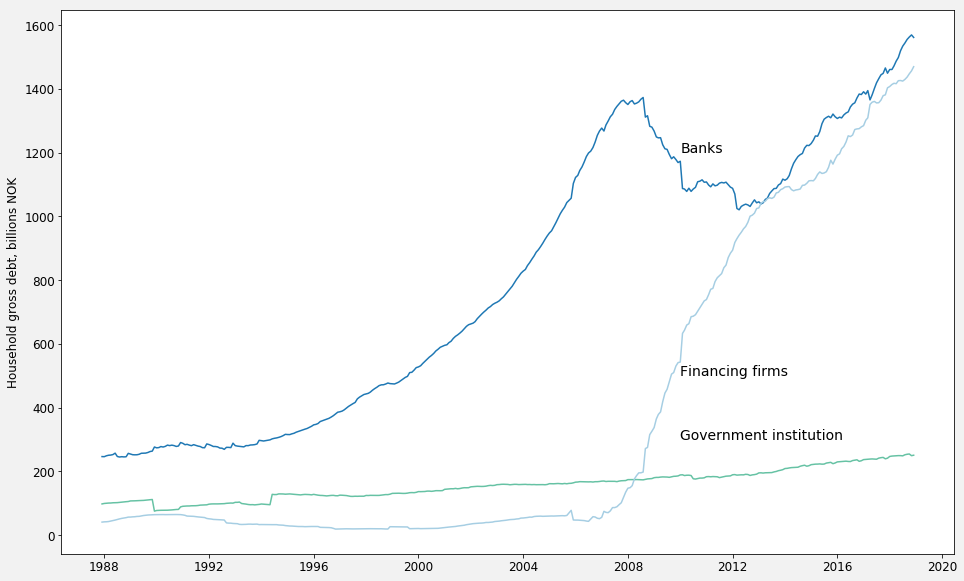 Household gross debt, billions NOK
1600
1400
1200
1000
800
600
400
200
0
Banks
Financing firms
Government institution
1988 1992 1996 2000 2004 2008 2012 2016 2020